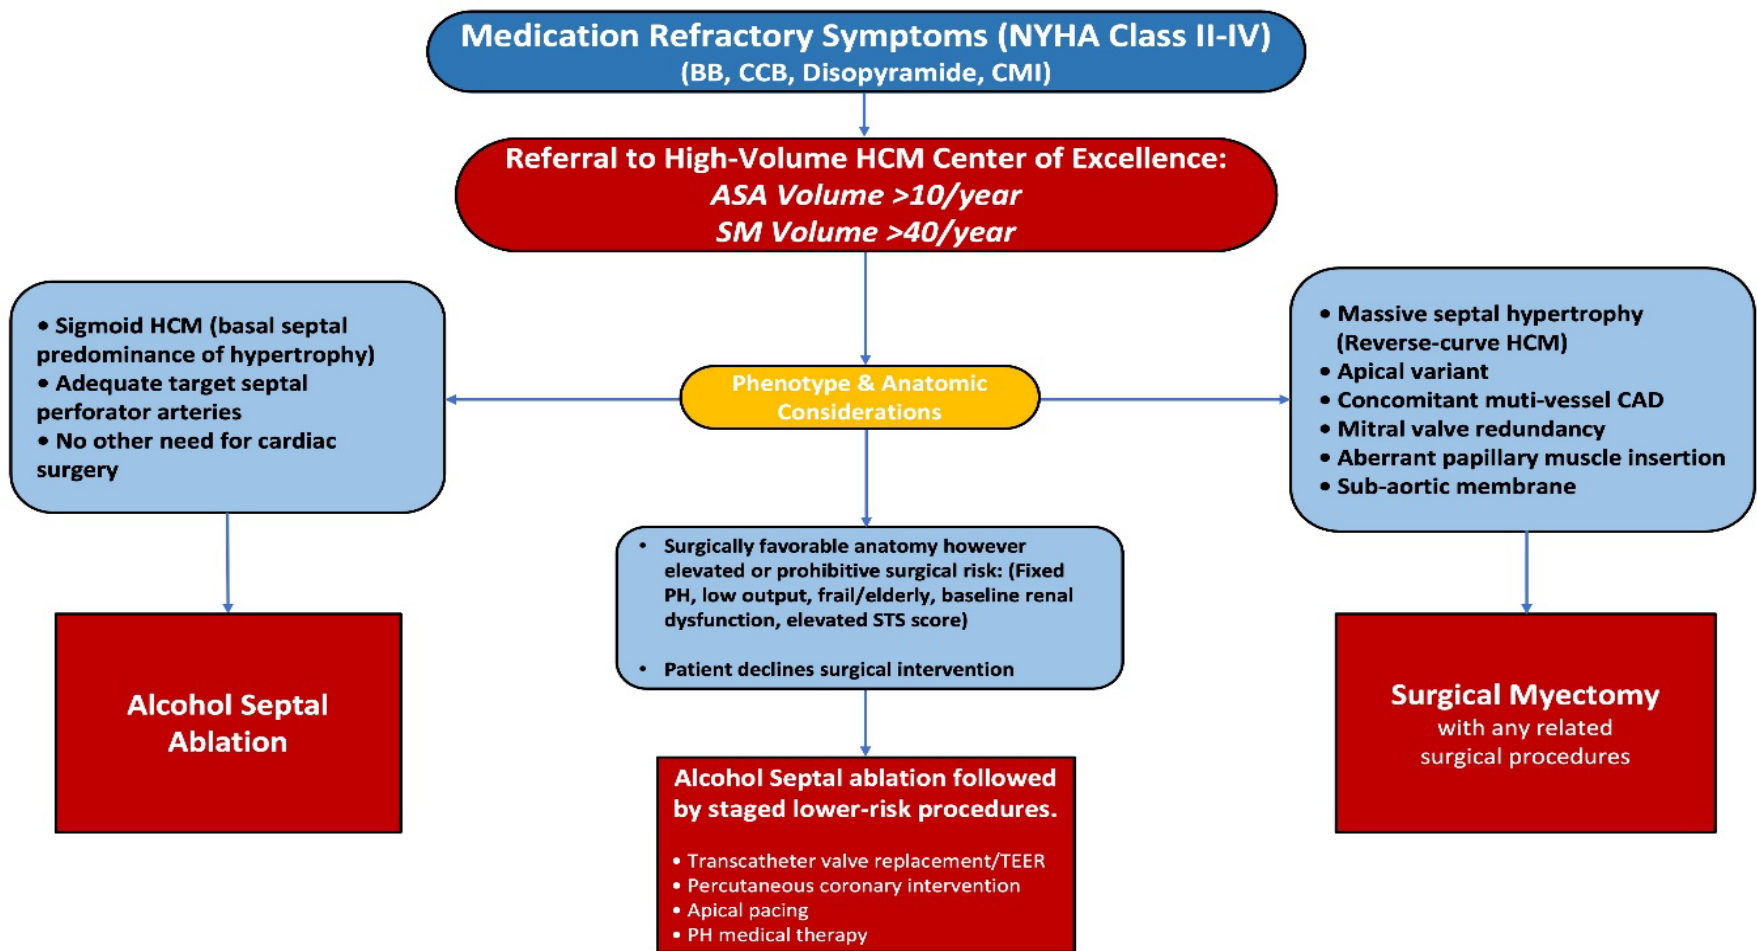 Medication Refractory Symptoms (NYHA Class II-IV)
(BB, CCB, Disopyramide, CMI)
Referral to High-Volume HCM Center of Excellence:
ASA Volume >10/year
SM Volume >40/year
Phenotype & Anatomic
Considerations
• Sigmoid HCM (basal septal
predominance of hypertrophy)
• Adequate target septal
perforator arteries
• No other need for cardiac
surgery
Alcohol Septal
Ablation
• Surgically favorable anatomy however
elevated or prohibitive surgical risk: (Fixed
PH, low output, frail/elderly, baseline renal
dysfunction, elevated STS score)
• Patient declines surgical intervention
Alcohol Septal ablation followed
by staged lower-risk procedures.
• Transcatheter valve replacement/TEER
• Percutaneous coronary intervention
• Apical pacing
• PH medical therapy
• Massive septal hypertrophy
(Reverse-curve HCM)
• Apical variant
• Concomitant muti-vessel CAD
• Mitral valve redundancy
• Aberrant papillary muscle insertion
• Sub-aortic membrane
Surgical Myectomy
with any related
surgical procedures